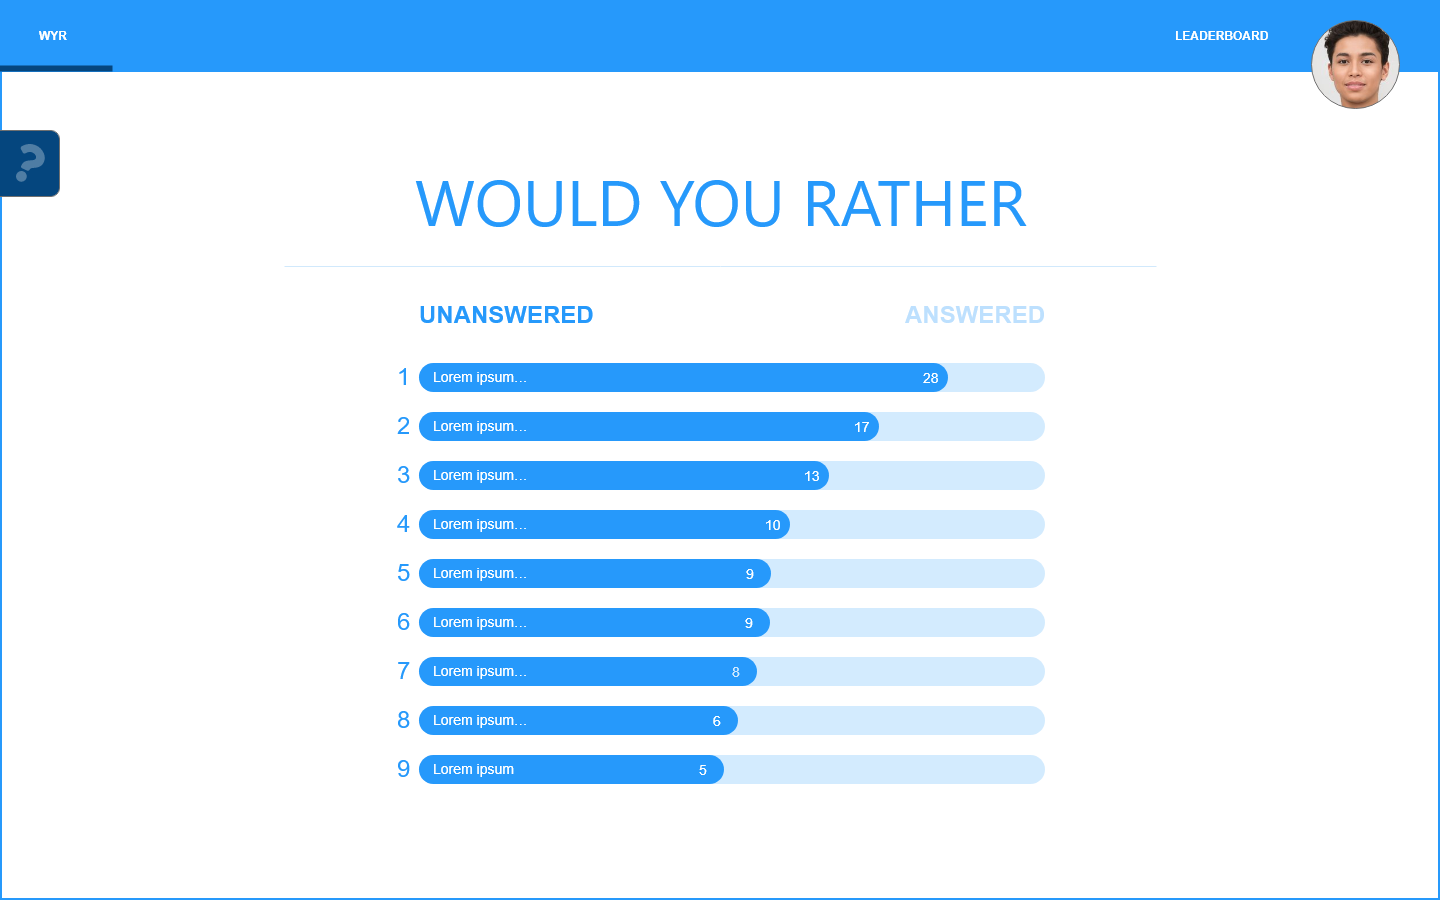 WYR
LEADERBOARD
?
WOULD YOU RATHER
UNANSWERED ANSWERED
1 Lorem ipsum... 28
2 Lorem ipsum... 17
3 Lorem ipsum... 13
4 Lorem ipsum... 10
5 Lorem ipsum... 9
6 Lorem ipsum... 9
7 Lorem ipsum... 8
8 Lorem ipsum... 6
9 Lorem ipsum 5